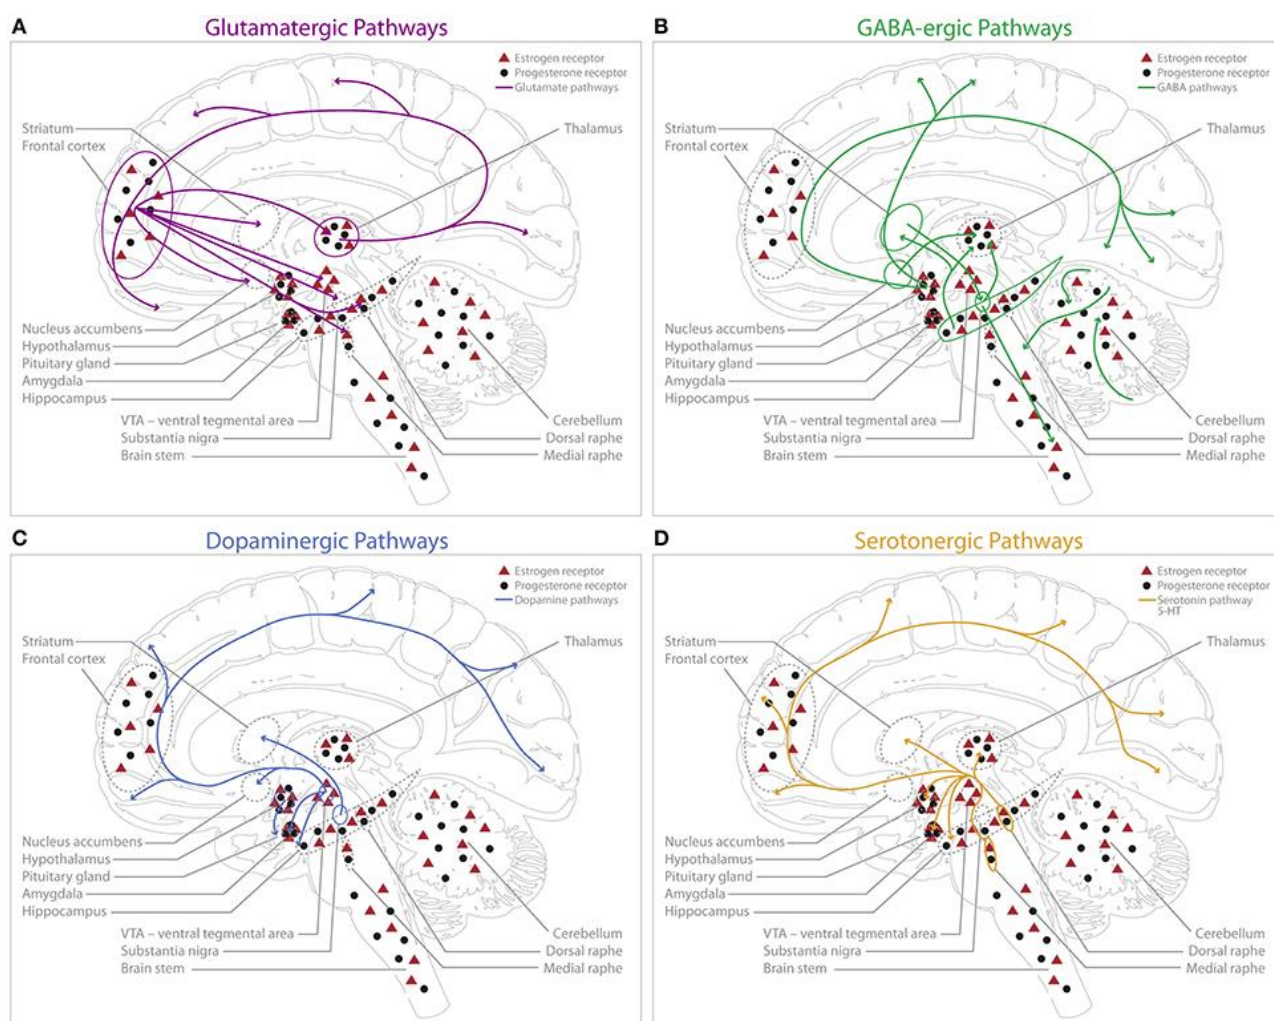 A
Glutamatergic Pathways
Estrogen receptor
Progesterone receptor
Glutamate pathways
Striatum
Frontal cortex
Thalamus
Nucleus accumbens
Hypothalamus
Pituitary gland
Amygdala
Hippocampus
VTA – ventral tegmental area
Substantia nigra
Brain stem
Cerebellum
Dorsal raphe
Medial raphe
B
GABA-ergic Pathways
Estrogen receptor
Progesterone receptor
GABA pathways
Striatum
Frontal cortex
Thalamus
Nucleus accumbens
Hypothalamus
Pituitary gland
Amygdala
Hippocampus
VTA – ventral tegmental area
Substantia nigra
Brain stem
Cerebellum
Dorsal raphe
Medial raphe
C
Dopaminergic Pathways
Estrogen receptor
Progesterone receptor
Dopamine pathways
Striatum
Frontal cortex
Thalamus
Nucleus accumbens
Hypothalamus
Pituitary gland
Amygdala
Hippocampus
VTA – ventral tegmental area
Substantia nigra
Brain stem
Cerebellum
Dorsal raphe
Medial raphe
D
Serotonergic Pathways
Estrogen receptor
Progesterone receptor
Serotonin pathway
5-HT
Striatum
Frontal cortex
Thalamus
Nucleus accumbens
Hypothalamus
Pituitary gland
Amygdala
Hippocampus
VTA – ventral tegmental area
Substantia nigra
Brain stem
Cerebellum
Dorsal raphe
Medial raphe